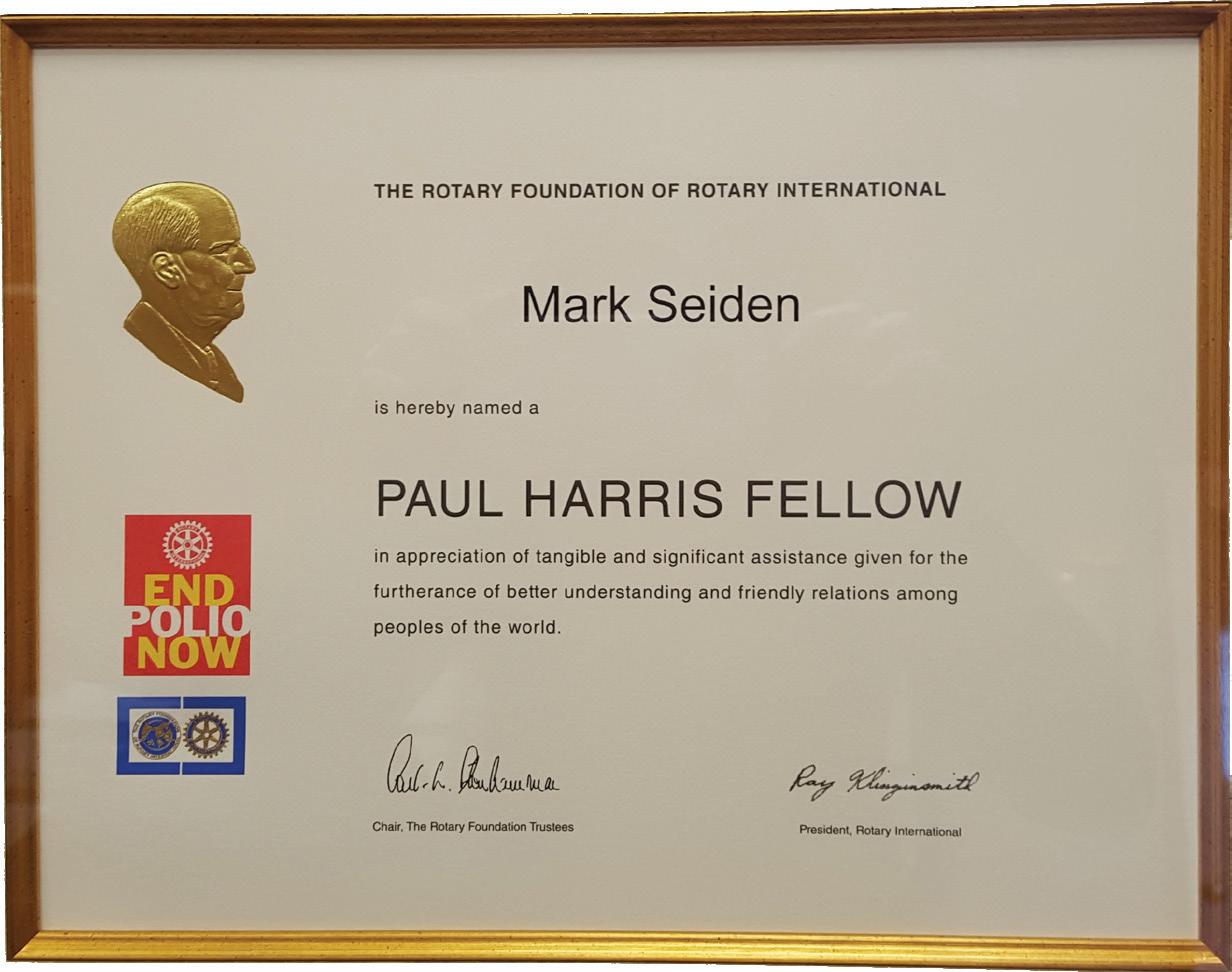 THE ROTARY FOUNDATION OF ROTARY INTERNATIONAL
Mark Seiden
is hereby named a
PAUL HARRIS FELLOW
in appreciation of tangible and significant assistance given for the
furtherance of better understanding and friendly relations among
peoples of the world.
END
POLIO
NOW
Ray Klinginsmith
Chair, The Rotary Foundation Trustees
President, Rotary International